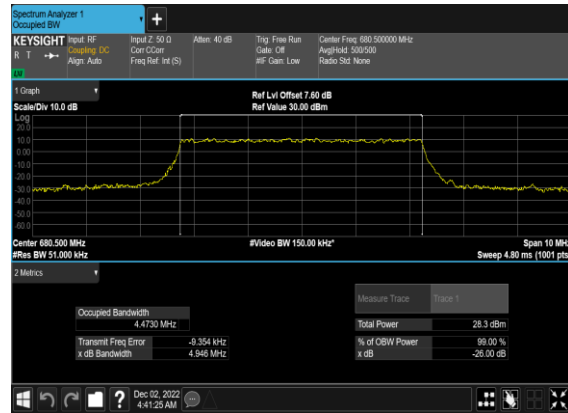 Spectrum Analyzer 1
Occupied BW
KEYSIGHT Input: RF Input Z: 50 Ω Atten: 40 dB Trig: Free Run Center Freq: 680.500000 MHz
R T Coupling: DC Corr CCorr Gate: Off Avg|Hold: 500/500
Align: Auto Freq Ref: Int (S) #IF Gain: Low Radio Std: None
1 Graph
Ref Lvl Offset 7.60 dB
Scale/Div 10.0 dB Ref Value 30.00 dBm
Log
20.0
10.0
0.00
-10.0
-20.0
-30.0
-40.0
-50.0
-60.0
Center 680.500 MHz #Video BW 150.00 kHz* Span 10 MHz
#Res BW 51.000 kHz Sweep 4.80 ms (1001 pts
2 Metrics
Measure Trace Trace 1
Occupied Bandwidth
4.4730 MHz Total Power 28.3 dBm
Transmit Freq Error -9.354 kHz % of OBW Power 99.00 %
x dB Bandwidth 4.946 MHz x dB -26.00 dB
Dec 02, 2022
4:41:25 AM